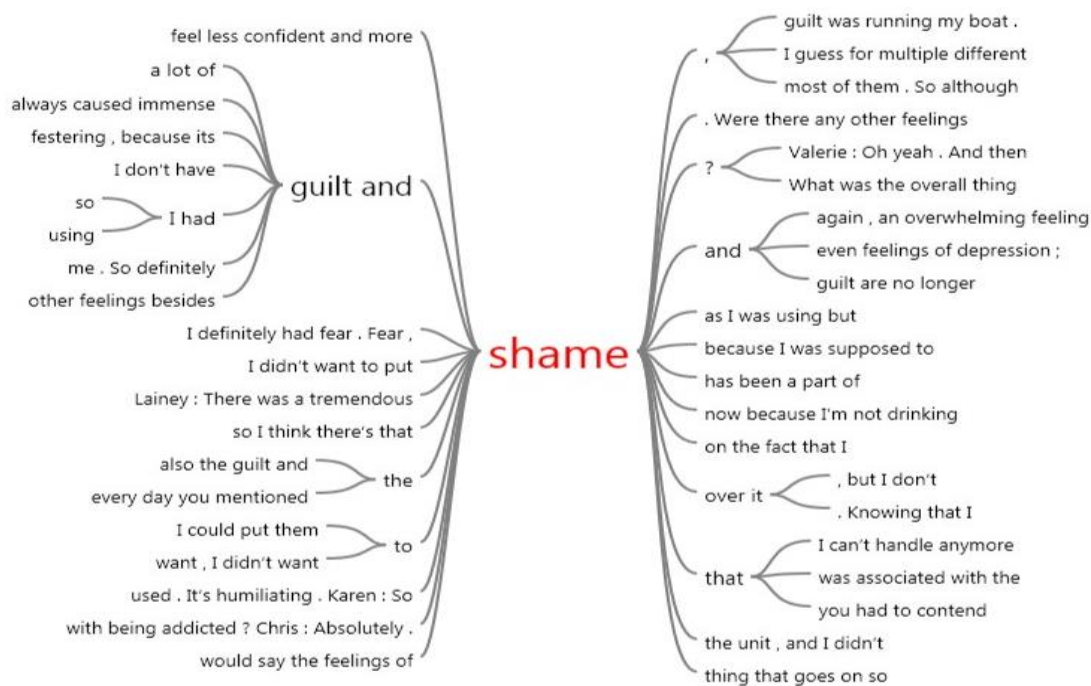 feel less confident and more
a lot of
always caused immense
festering , because its
I don't have
so
using
I had
me . So definitely
other feelings besides
guilt and
I definitely had fear . Fear ,
I didn't want to put
Lainey : There was a tremendous
so I think there's that
also the guilt and
every day you mentioned
the
I could put them
want , I didn't want
to
used . It's humiliating . Karen : So
with being addicted ? Chris : Absolutely .
would say the feelings of
shame
,
guilt was running my boat .
I guess for multiple different
most of them . So although
. Were there any other feelings
?
Valerie : Oh yeah . And then
What was the overall thing
and
again , an overwhelming feeling
even feelings of depression ;
guilt are no longer
as I was using but
because I was supposed to
has been a part of
now because I'm not drinking
on the fact that I
over it
, but I don't
. Knowing that I
that
I can't handle anymore
was associated with the
you had to contend
the unit , and I didn't
thing that goes on so